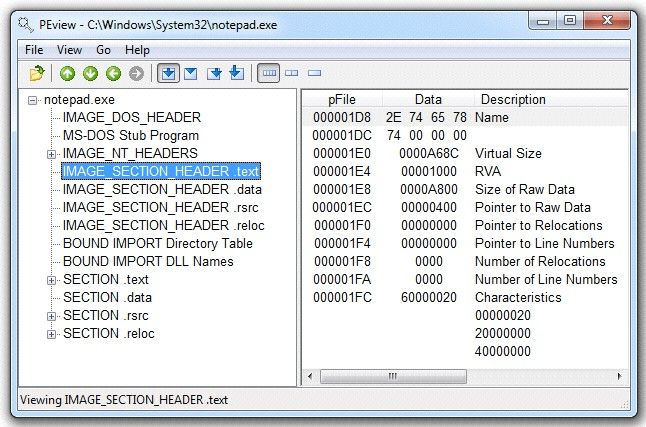 PEview - C:\Windows\System32\notepad.exe
File View Go Help
notepad.exe
IMAGE_DOS_HEADER
MS-DOS Stub Program
IMAGE_NT_HEADERS
IMAGE_SECTION_HEADER .text
IMAGE_SECTION_HEADER .data
IMAGE_SECTION_HEADER .rsrc
IMAGE_SECTION_HEADER .reloc
BOUND IMPORT Directory Table
BOUND IMPORT DLL Names
SECTION .text
SECTION .data
SECTION .rsrc
SECTION .reloc
pFile Data Description
000001D8 2E 74 65 78 Name
000001DC 74 00 00 00
000001E0 0000A68C Virtual Size
000001E4 00001000 RVA
000001E8 0000A800 Size of Raw Data
000001EC 00000400 Pointer to Raw Data
000001F0 00000000 Pointer to Relocations
000001F4 00000000 Pointer to Line Numbers
000001F8 0000 Number of Relocations
000001FA 0000 Number of Line Numbers
000001FC 60000020 Characteristics
00000020
20000000
40000000
Viewing IMAGE_SECTION_HEADER .text